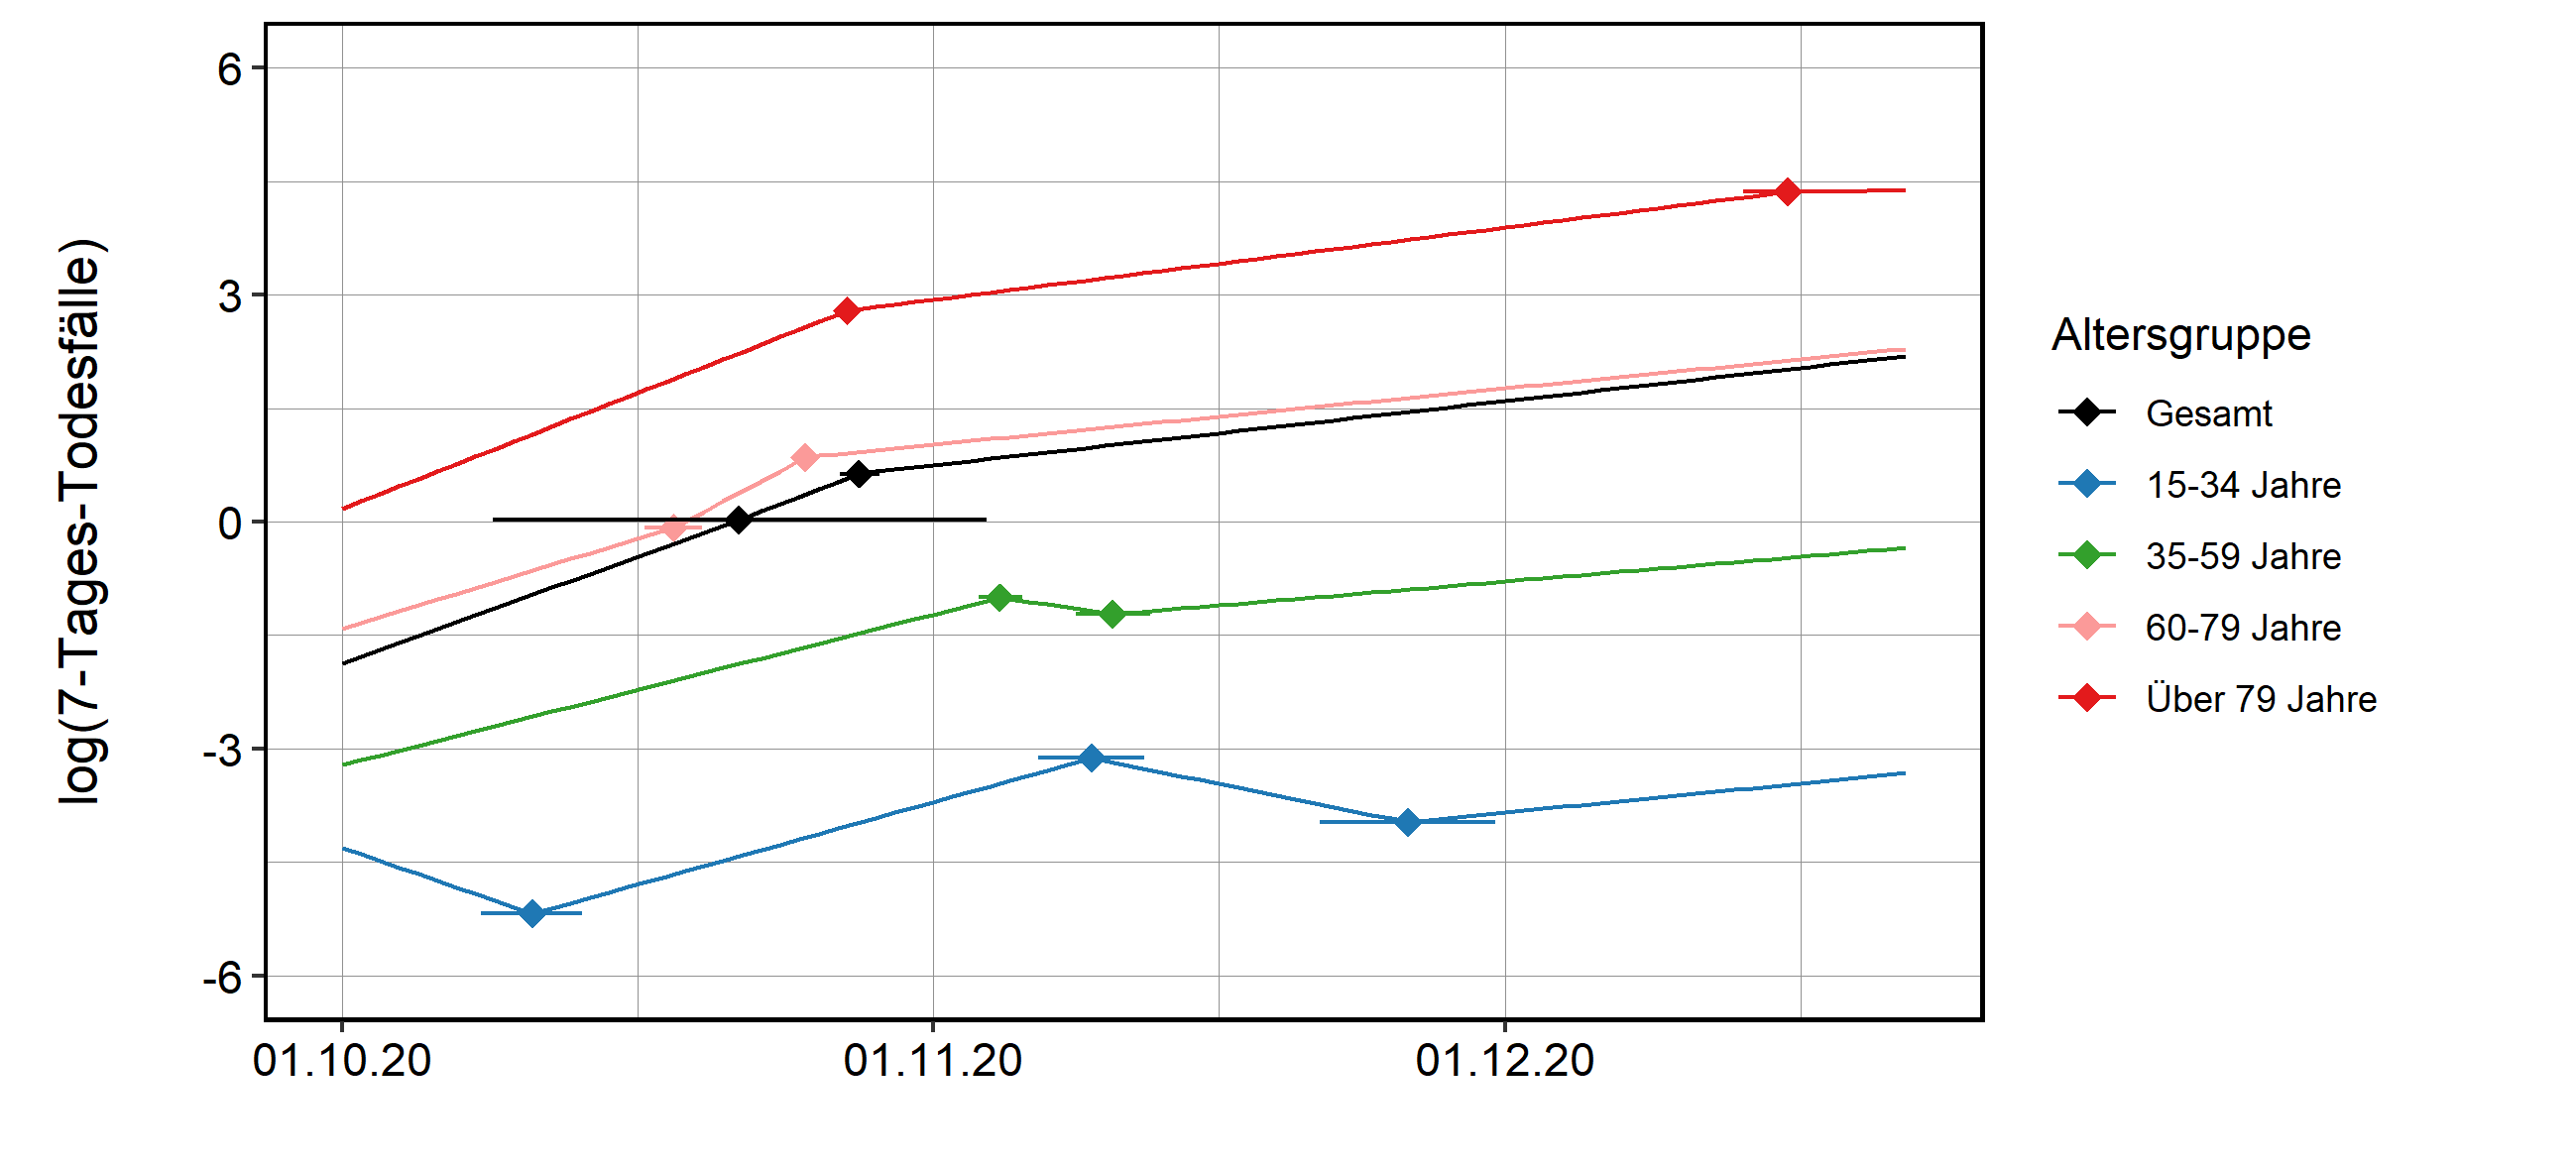 log(7-Tages-Todesfälle)
6
3
0
-3
-6
01.10.20
01.11.20
01.12.20
Altersgruppe
Gesamt
15-34 Jahre
35-59 Jahre
60-79 Jahre
Über 79 Jahre